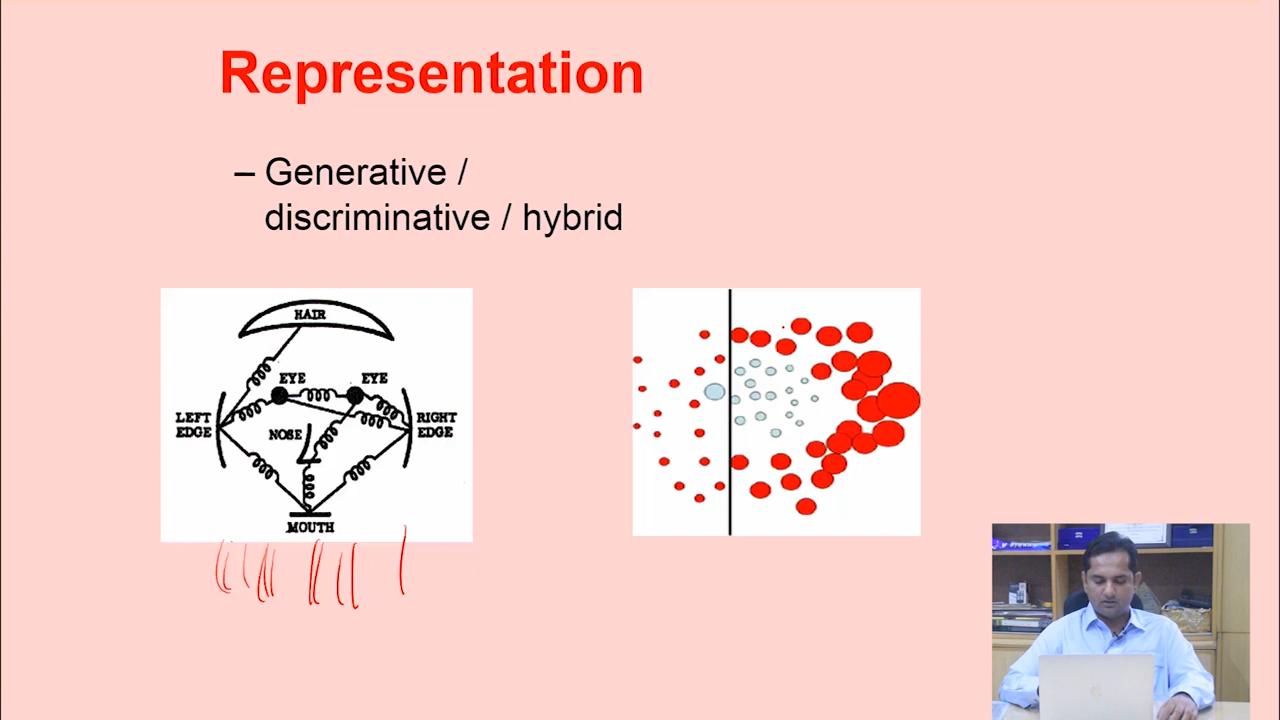 Representation
– Generative /
discriminative / hybrid
HAIR
EYE EYE
LEFT
EDGE
NOSE
RIGHT
EDGE
MOUTH